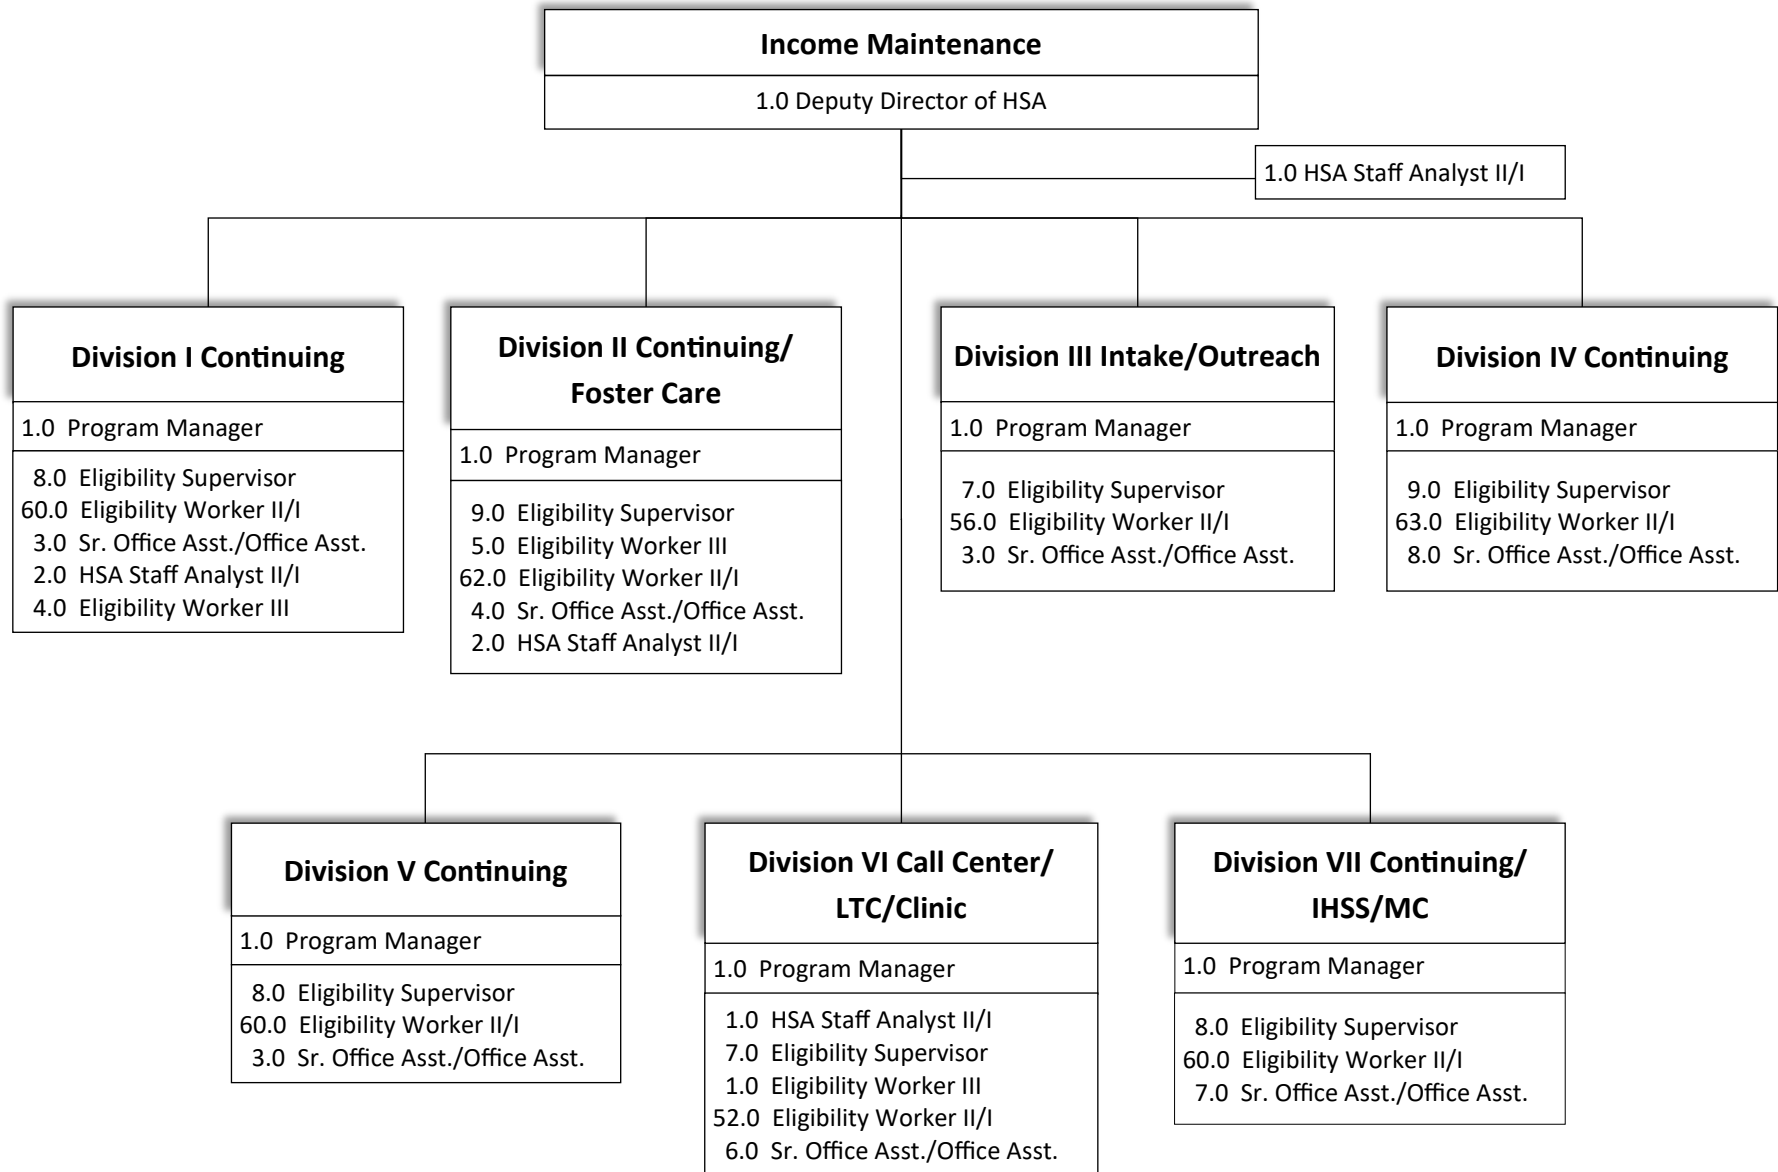 Income Maintenance
1.0 Deputy Director of HSA
1.0 HSA Staff Analyst II/I
Division I Continuing
1.0 Program Manager
8.0 Eligibility Supervisor
60.0 Eligibility Worker II/I
3.0 Sr. Office Asst./Office Asst.
2.0 HSA Staff Analyst II/I
4.0 Eligibility Worker III
Division II Continuing/
Foster Care
1.0 Program Manager
9.0 Eligibility Supervisor
5.0 Eligibility Worker III
62.0 Eligibility Worker II/I
4.0 Sr. Office Asst./Office Asst.
2.0 HSA Staff Analyst II/I
Division III Intake/Outreach
1.0 Program Manager
7.0 Eligibility Supervisor
56.0 Eligibility Worker II/I
3.0 Sr. Office Asst./Office Asst.
Division IV Continuing
1.0 Program Manager
9.0 Eligibility Supervisor
63.0 Eligibility Worker II/I
8.0 Sr. Office Asst./Office Asst.
Division V Continuing
1.0 Program Manager
8.0 Eligibility Supervisor
60.0 Eligibility Worker II/I
3.0 Sr. Office Asst./Office Asst.
Division VI Call Center/
LTC/Clinic
1.0 Program Manager
1.0 HSA Staff Analyst II/I
7.0 Eligibility Supervisor
1.0 Eligibility Worker III
52.0 Eligibility Worker II/I
6.0 Sr. Office Asst./Office Asst.
Division VII Continuing/
IHSS/MC
1.0 Program Manager
8.0 Eligibility Supervisor
60.0 Eligibility Worker II/I
7.0 Sr. Office Asst./Office Asst.